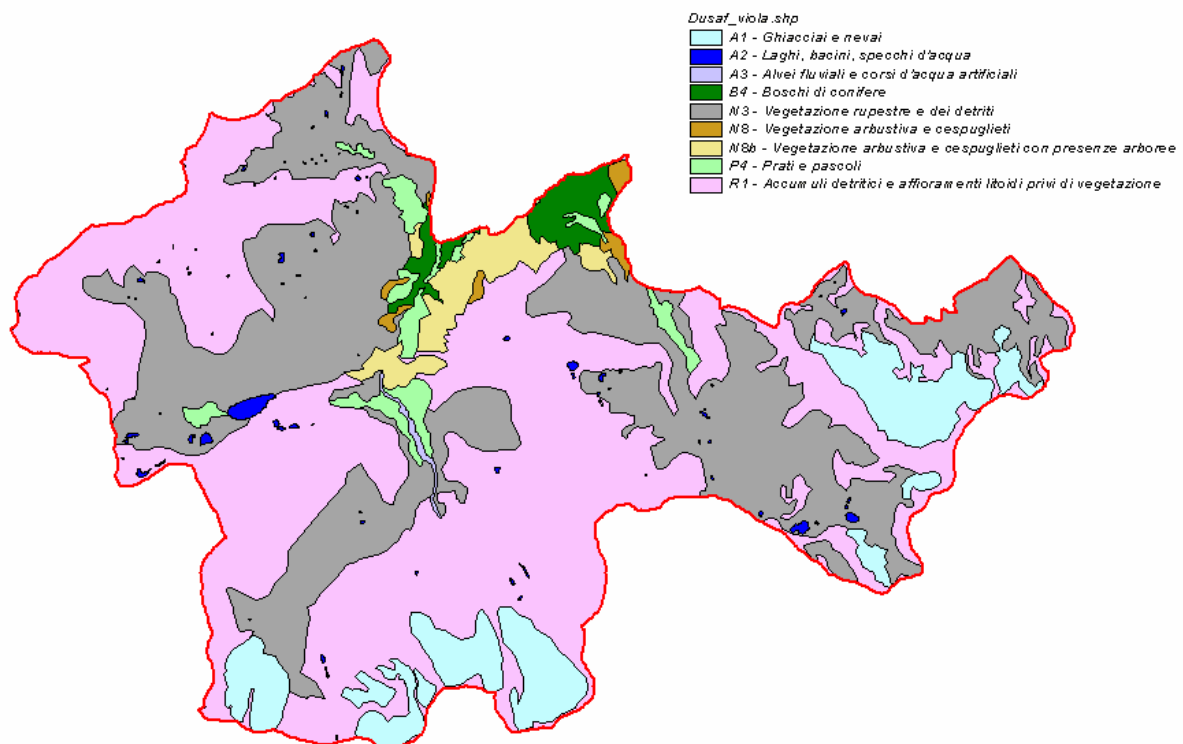 Dusaf_viola.shp
A1 - Ghiacciai e nevai
A2 - Laghi, bacini, specchi d'acqua
A3 - Alvei fluviali e corsi d'acqua artificiali
B4 - Boschi di conifere
N3 - Vegetazione rupestre e dei detriti
N8 - Vegetazione arbustiva e cespuglieti
N8b - Vegetazione arbustiva e cespuglieti con presenze arboree
P4 - Prati e pascoli
R1 - Accumuli detritici e affioramenti litoidi privi di vegetazione